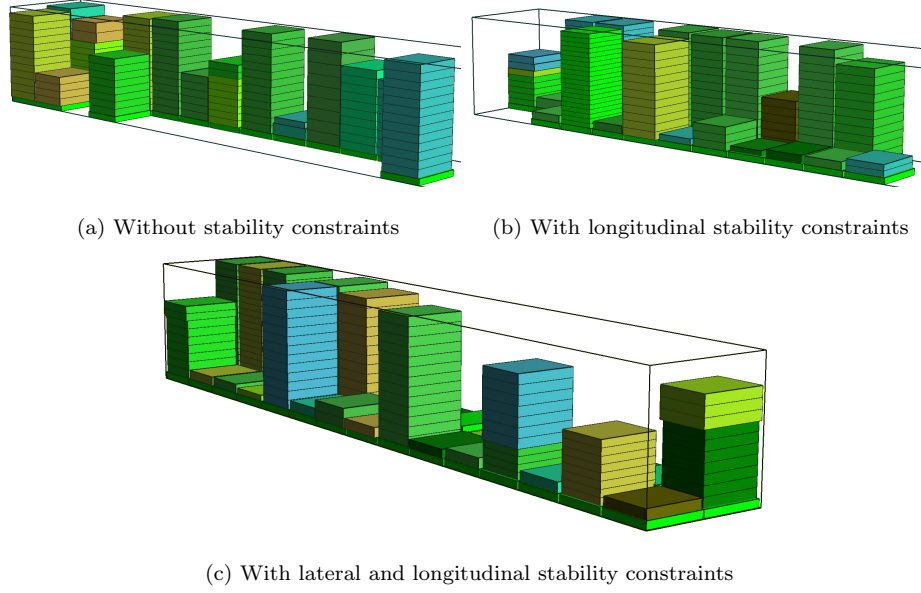 (a) Without stability constraints
(b) With longitudinal stability constraints
(c) With lateral and longitudinal stability constraints